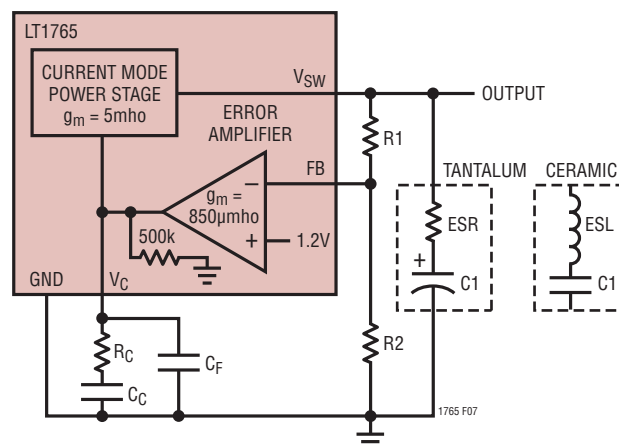 LT1765
CURRENT MODE
POWER STAGE
gm = 5mho
VSW
OUTPUT
ERROR
AMPLIFIER
R1
FB
TANTALUM
CERAMIC
gm =
850µmho
–
+
1.2V
500k
ESR
ESL
+
C1
C1
GND
VC
RC
CF
R2
CC
1765 F07